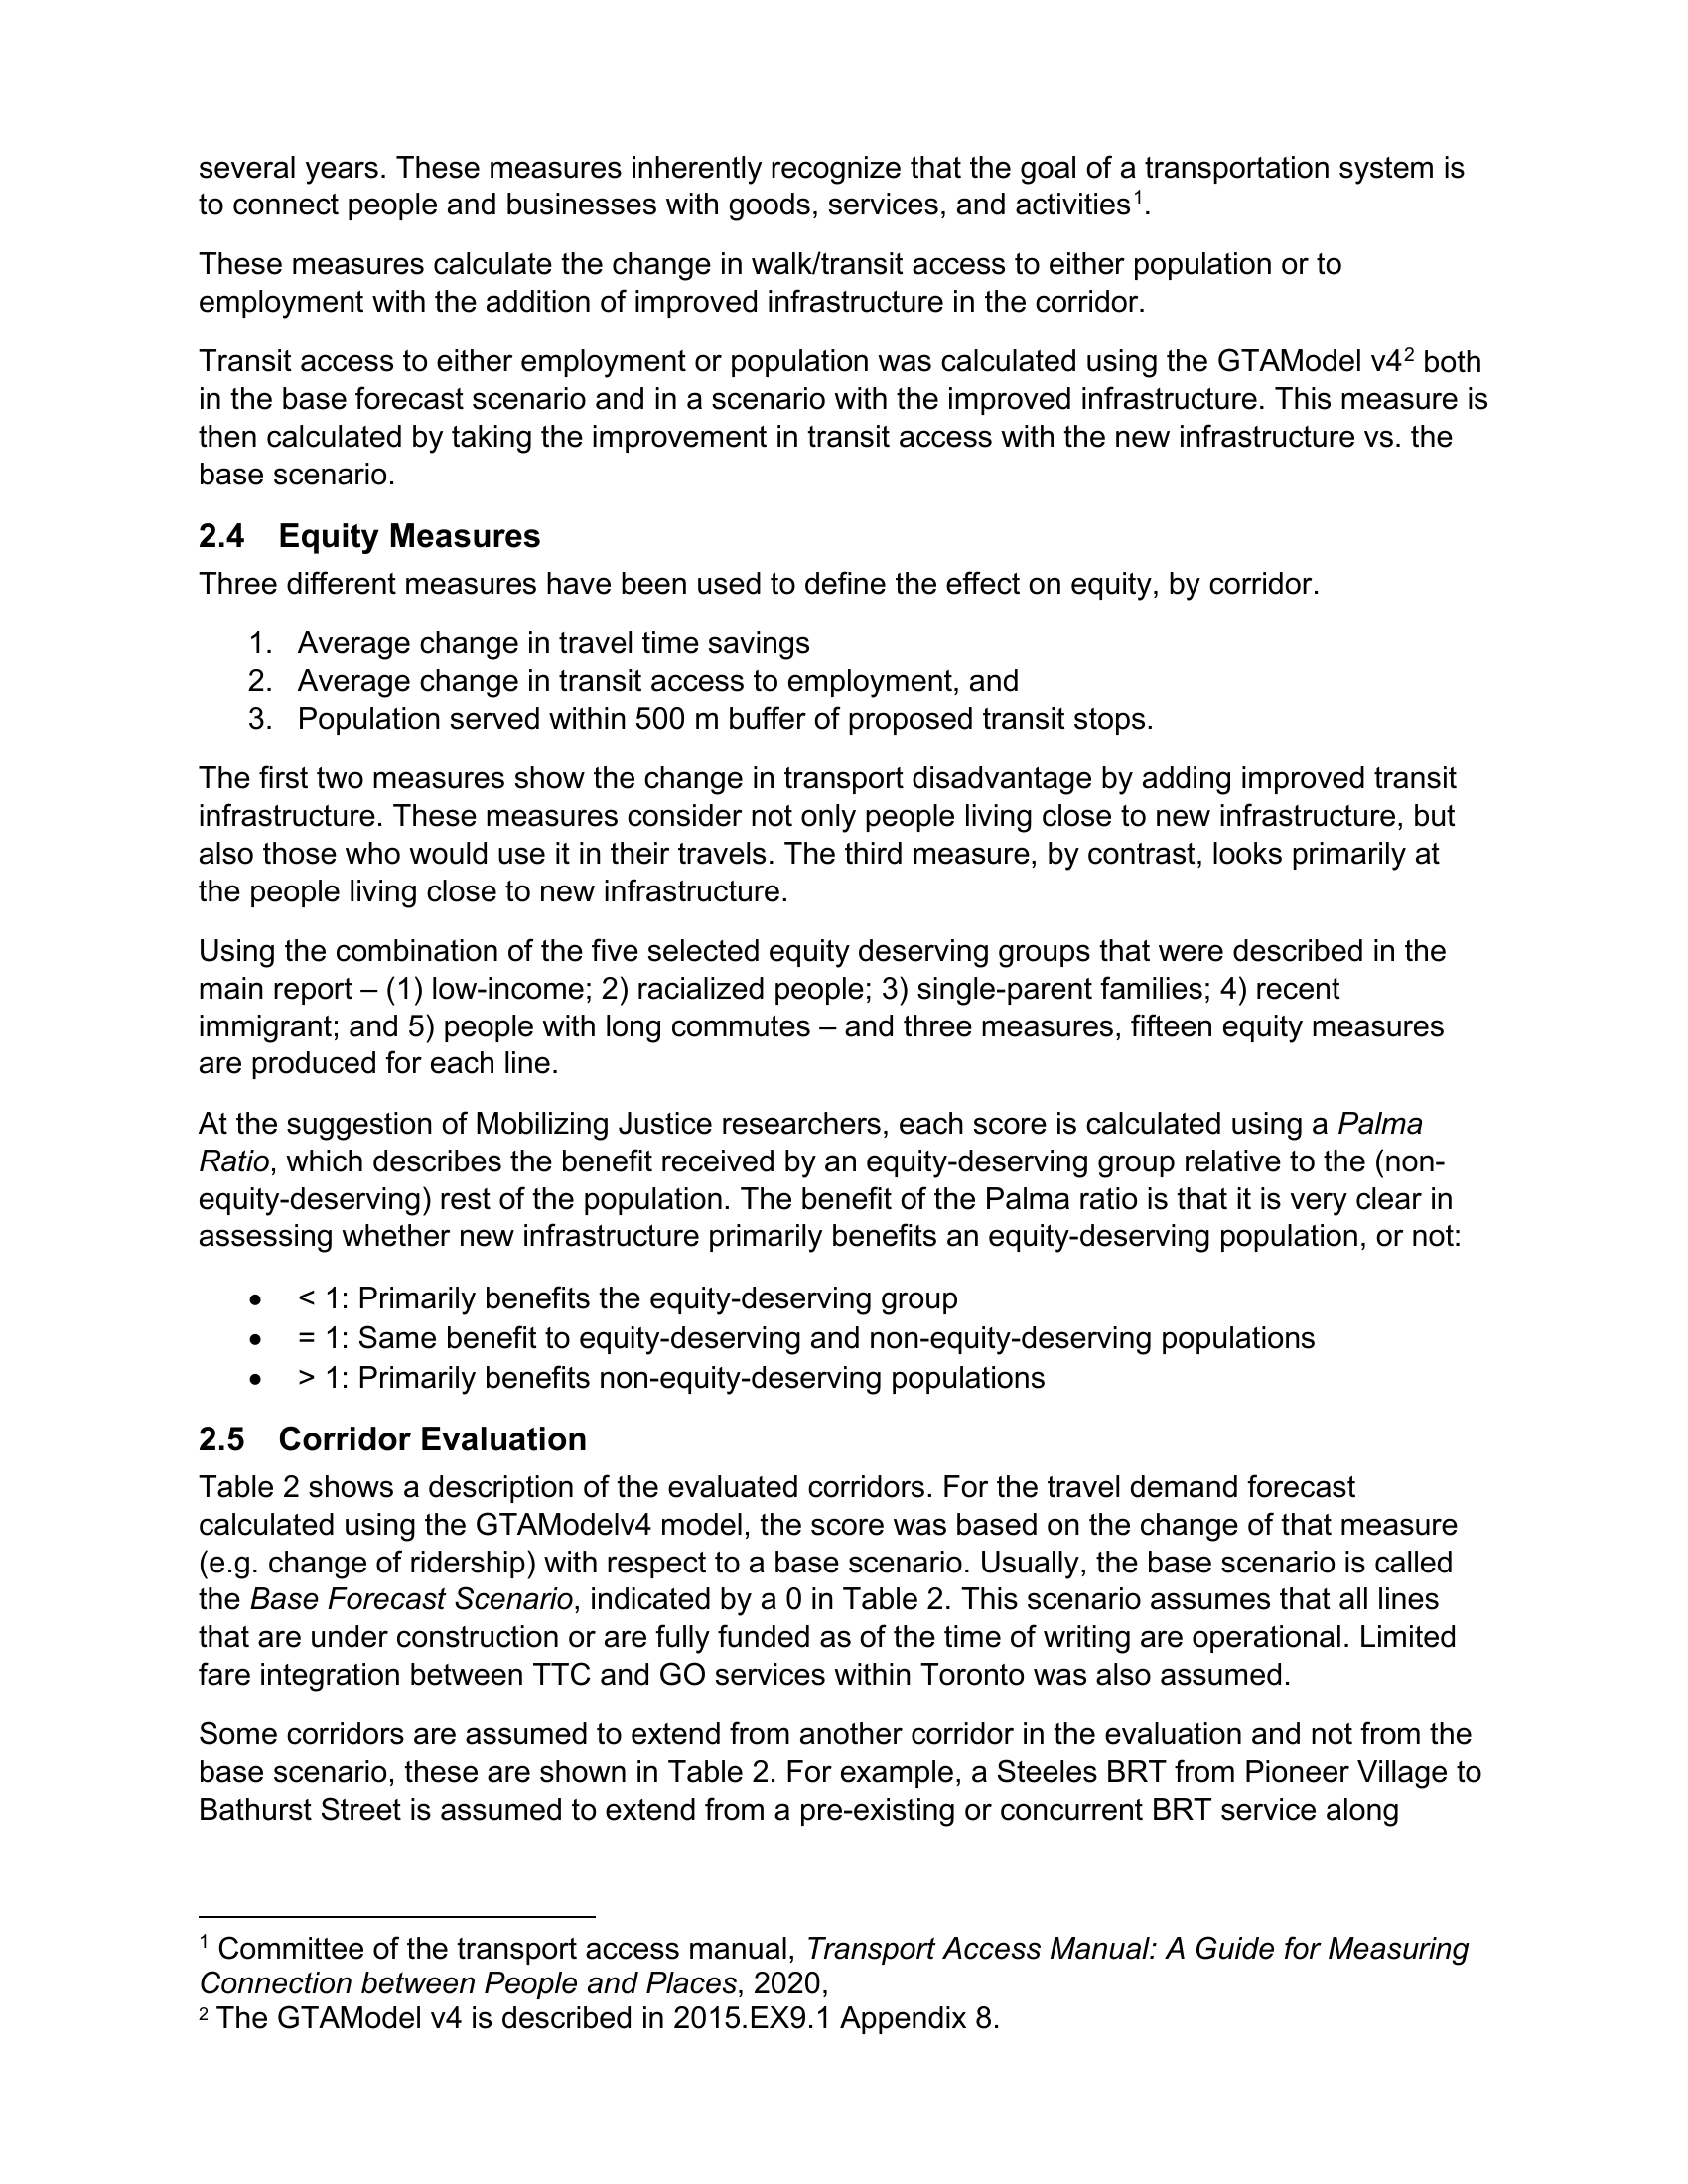 several years. These measures inherently recognize that the goal of a transportation system is
to connect people and businesses with goods, services, and activities¹.
These measures calculate the change in walk/transit access to either population or to
employment with the addition of improved infrastructure in the corridor.
Transit access to either employment or population was calculated using the GTAModel v4² both
in the base forecast scenario and in a scenario with the improved infrastructure. This measure is
then calculated by taking the improvement in transit access with the new infrastructure vs. the
base scenario.
2.4 Equity Measures
Three different measures have been used to define the effect on equity, by corridor.
1. Average change in travel time savings
2. Average change in transit access to employment, and
3. Population served within 500 m buffer of proposed transit stops.
The first two measures show the change in transport disadvantage by adding improved transit
infrastructure. These measures consider not only people living close to new infrastructure, but
also those who would use it in their travels. The third measure, by contrast, looks primarily at
the people living close to new infrastructure.
Using the combination of the five selected equity deserving groups that were described in the
main report – (1) low-income; 2) racialized people; 3) single-parent families; 4) recent
immigrant; and 5) people with long commutes – and three measures, fifteen equity measures
are produced for each line.
At the suggestion of Mobilizing Justice researchers, each score is calculated using a Palma
Ratio, which describes the benefit received by an equity-deserving group relative to the (non-
equity-deserving) rest of the population. The benefit of the Palma ratio is that it is very clear in
assessing whether new infrastructure primarily benefits an equity-deserving population, or not:
• < 1: Primarily benefits the equity-deserving group
• = 1: Same benefit to equity-deserving and non-equity-deserving populations
• > 1: Primarily benefits non-equity-deserving populations
2.5 Corridor Evaluation
Table 2 shows a description of the evaluated corridors. For the travel demand forecast
calculated using the GTAModelv4 model, the score was based on the change of that measure
(e.g. change of ridership) with respect to a base scenario. Usually, the base scenario is called
the Base Forecast Scenario, indicated by a 0 in Table 2. This scenario assumes that all lines
that are under construction or are fully funded as of the time of writing are operational. Limited
fare integration between TTC and GO services within Toronto was also assumed.
Some corridors are assumed to extend from another corridor in the evaluation and not from the
base scenario, these are shown in Table 2. For example, a Steeles BRT from Pioneer Village to
Bathurst Street is assumed to extend from a pre-existing or concurrent BRT service along
¹ Committee of the transport access manual, Transport Access Manual: A Guide for Measuring
Connection between People and Places, 2020,
² The GTAModel v4 is described in 2015.EX9.1 Appendix 8.